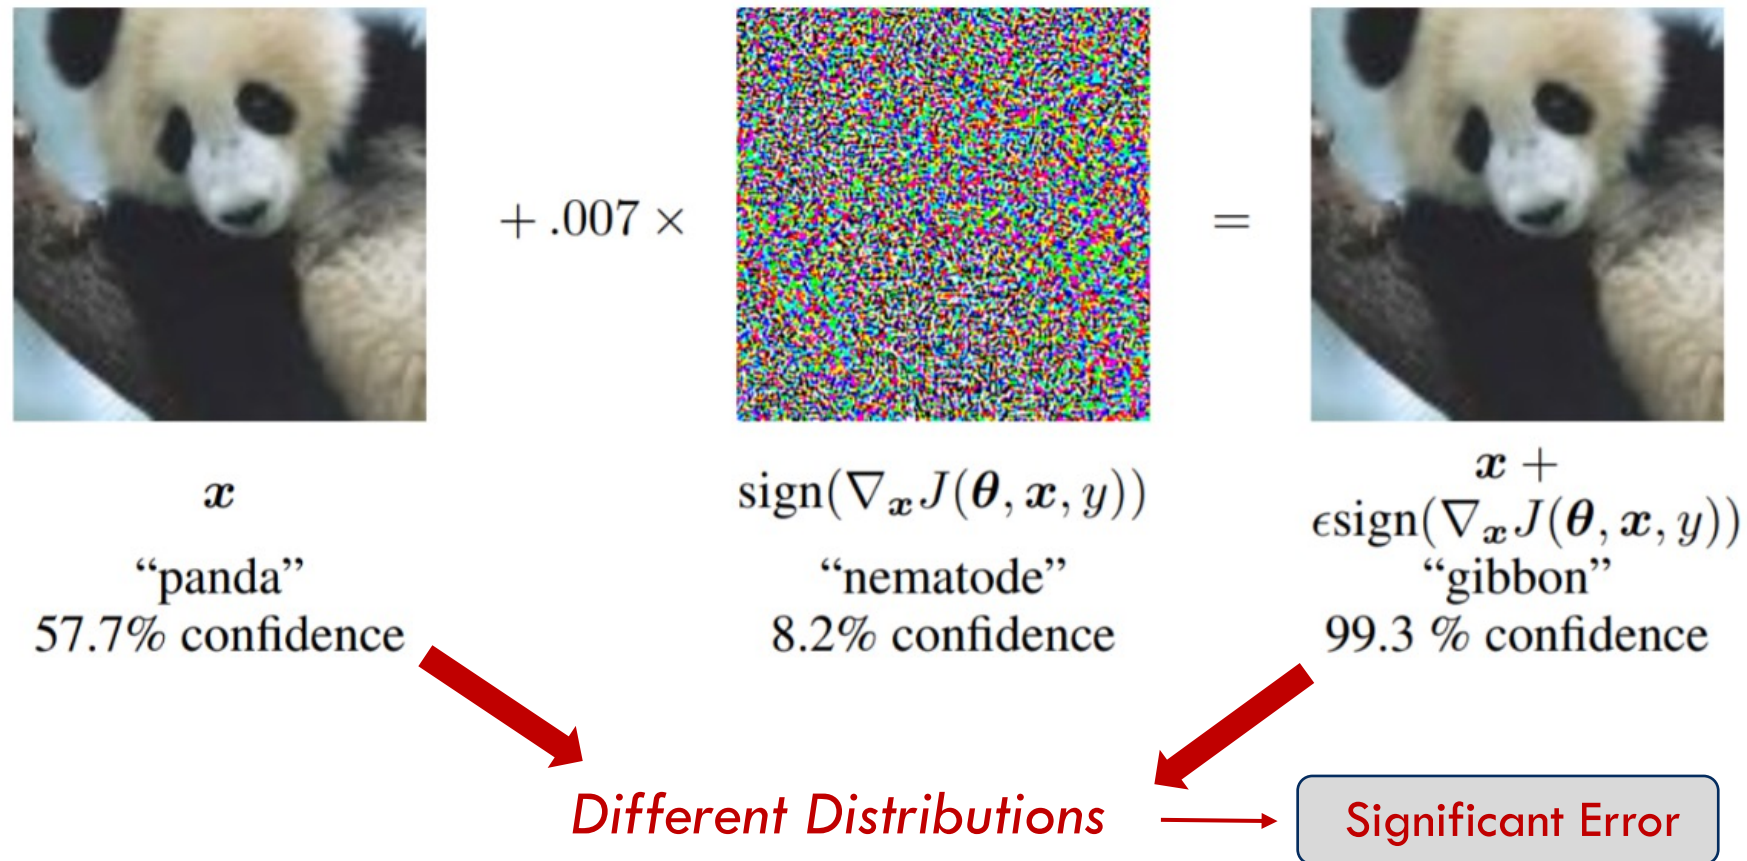 + .007 ×
=
𝒙
sign(∇𝒙J(𝜽, 𝒙, y))
𝒙 +
ϵsign(∇𝒙J(𝜽, 𝒙, y))
“panda”
“nematode”
“gibbon”
57.7% confidence
8.2% confidence
99.3 % confidence
Different Distributions
Significant Error